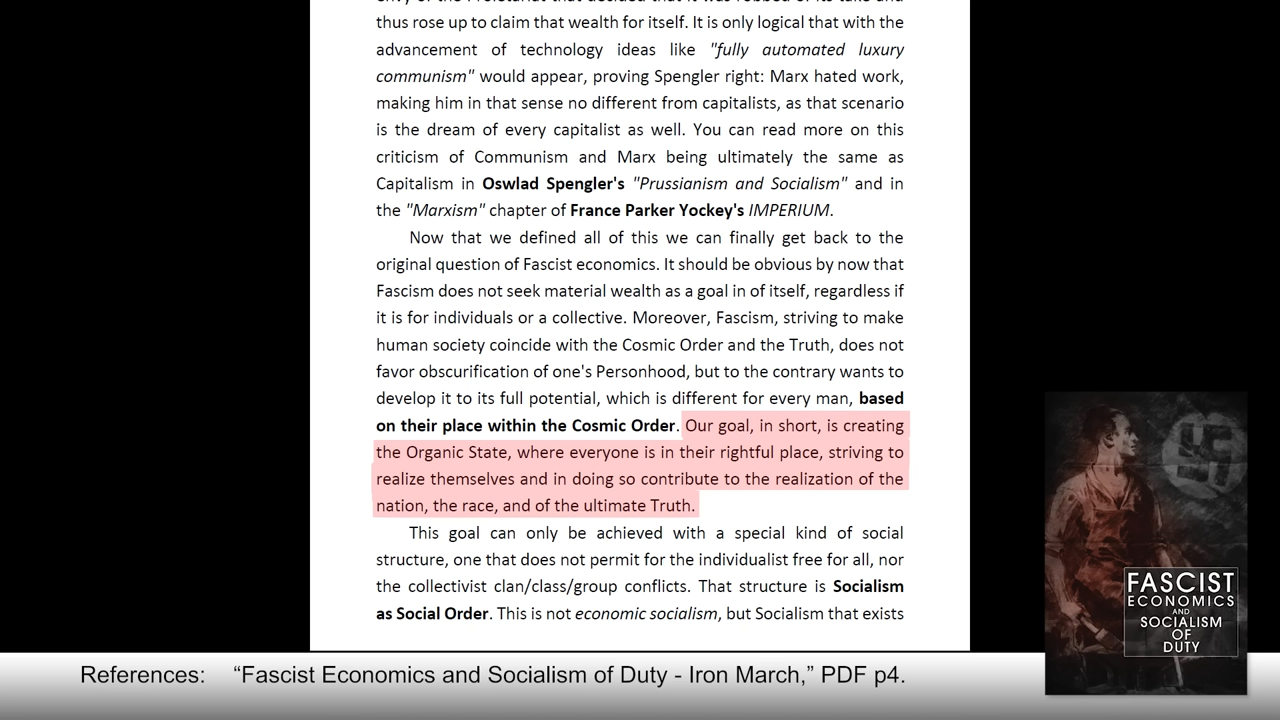 envy of the Proletariat that decided that it was robbed of its take and
thus rose up to claim that wealth for itself. It is only logical that with the
advancement of technology ideas like "fully automated luxury
communism" would appear, proving Spengler right: Marx hated work,
making him in that sense no different from capitalists, as that scenario
is the dream of every capitalist as well. You can read more on this
criticism of Communism and Marx being ultimately the same as
Capitalism in Oswlad Spengler's "Prussianism and Socialism" and in
the "Marxism" chapter of France Parker Yockey's IMPERIUM.
Now that we defined all of this we can finally get back to the
original question of Fascist economics. It should be obvious by now that
Fascism does not seek material wealth as a goal in of itself, regardless if
it is for individuals or a collective. Moreover, Fascism, striving to make
human society coincide with the Cosmic Order and the Truth, does not
favor obscurification of one's Personhood, but to the contrary wants to
develop it to its full potential, which is different for every man, based
on their place within the Cosmic Order. Our goal, in short, is creating
the Organic State, where everyone is in their rightful place, striving to
realize themselves and in doing so contribute to the realization of the
nation, the race, and of the ultimate Truth.
This goal can only be achieved with a special kind of social
structure, one that does not permit for the individualist free for all, nor
the collectivist clan/class/group conflicts. That structure is Socialism
as Social Order. This is not economic socialism, but Socialism that exists
FASCIST
ECONOMICS
AND
SOCIALISM
OF
DUTY
References: “Fascist Economics and Socialism of Duty - Iron March,” PDF p4.